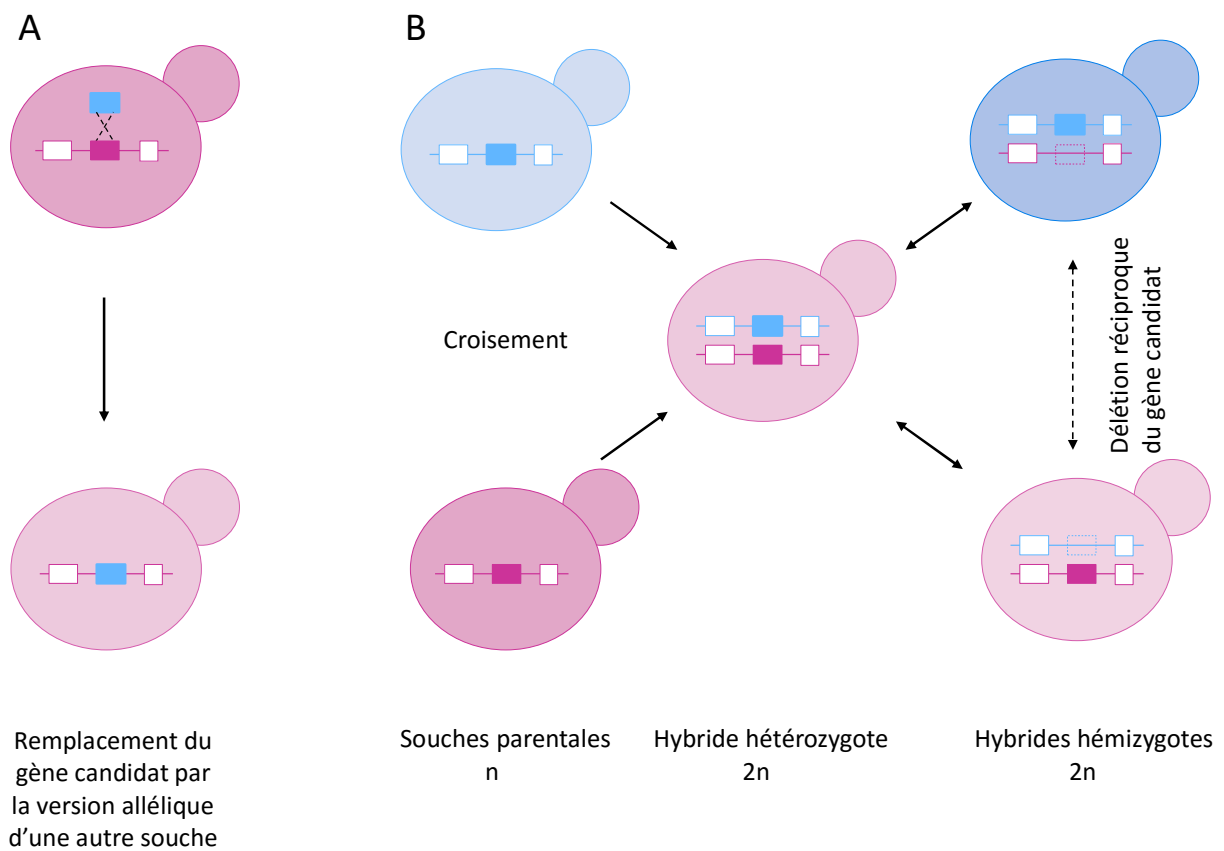 A
B
Croisement
Délétion réciproque
du gène candidat
Remplacement du
gène candidat par
la version allélique
d'une autre souche
Souches parentales
n
Hybride hétérozygote
2n
Hybrides hémizygotes
2n